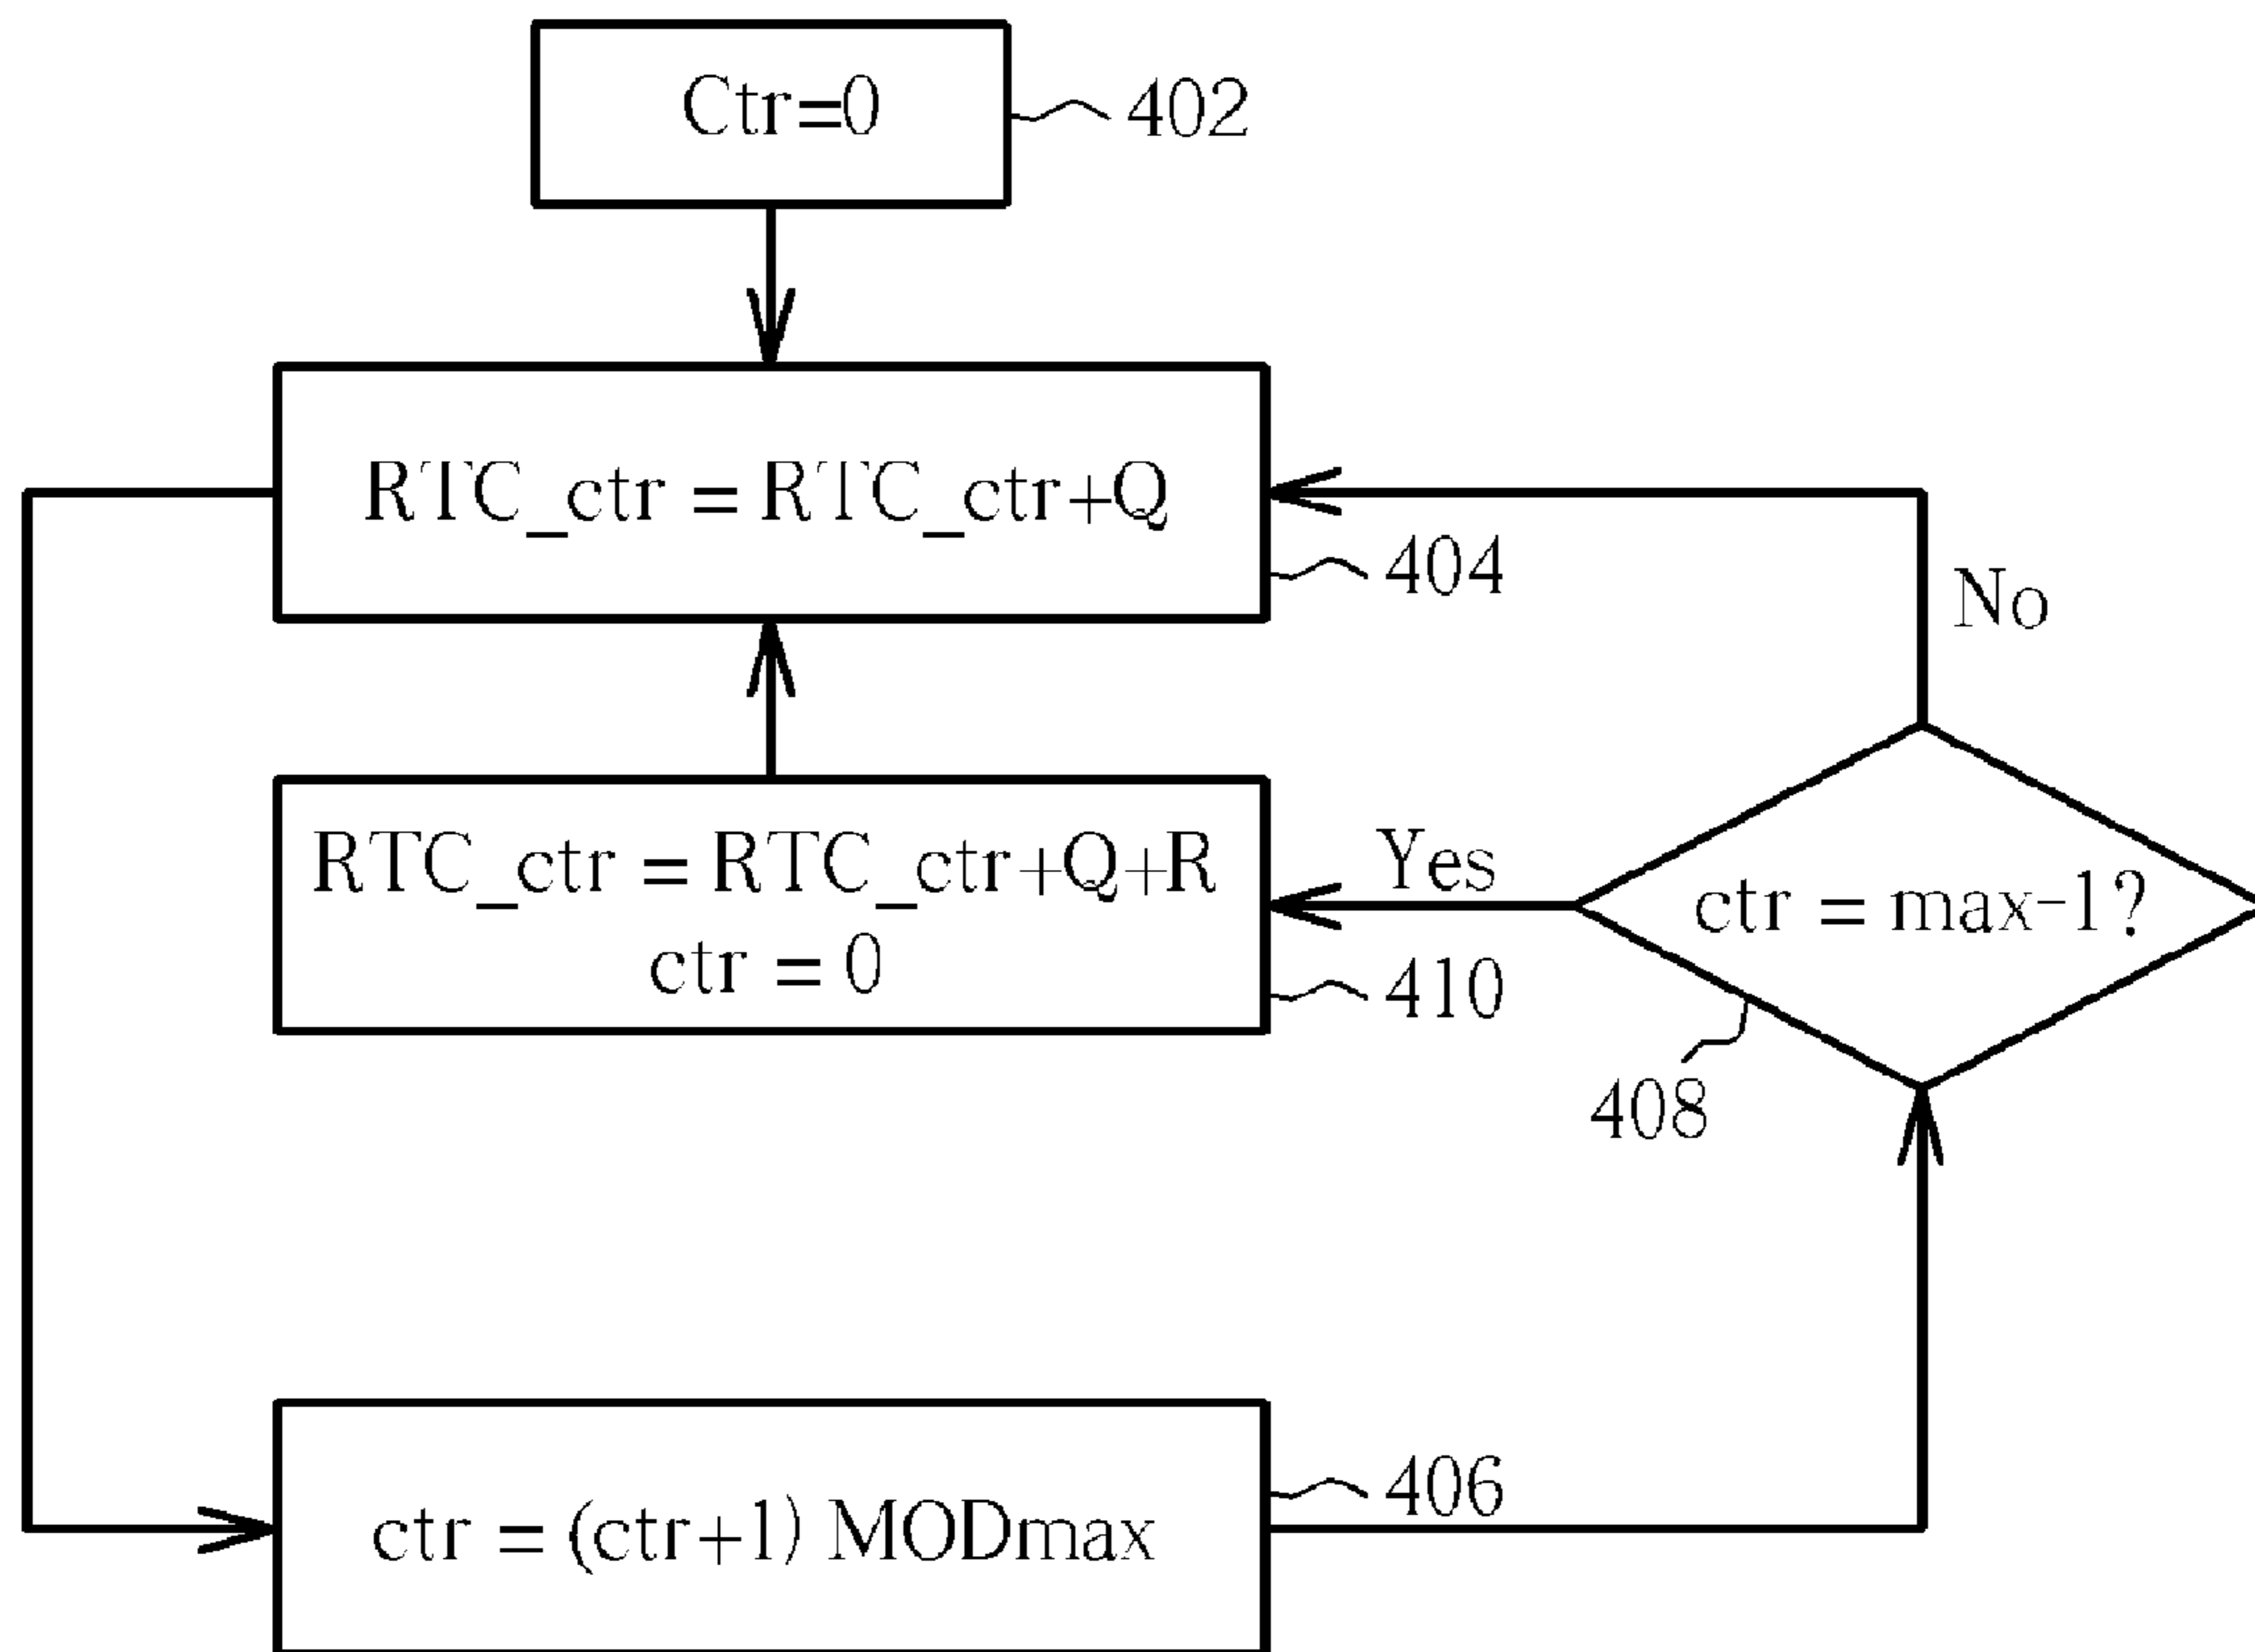 Ctr=0
402
RTC_ctr = RTC_ctr+Q
404
No
RTC_ctr = RTC_ctr+Q+R
ctr = 0
410
Yes
ctr = max-1?
408
ctr = (ctr+1) MODmax
406